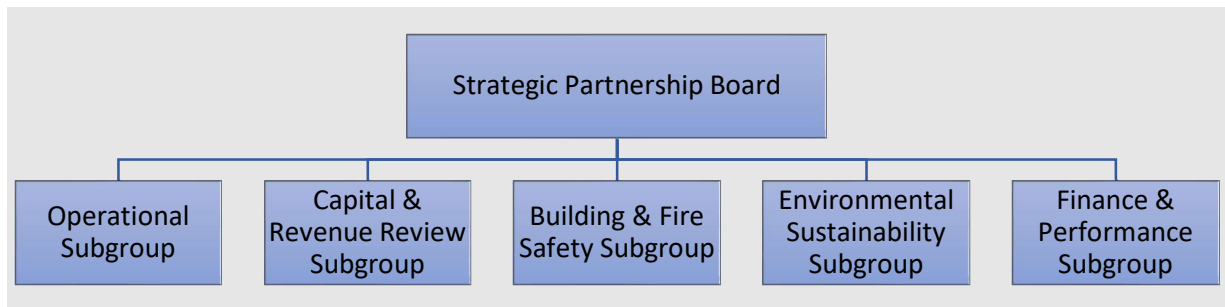 Strategic Partnership Board
Operational
Subgroup
Capital &
Revenue Review
Subgroup
Building & Fire
Safety Subgroup
Environmental
Sustainability
Subgroup
Finance &
Performance
Subgroup